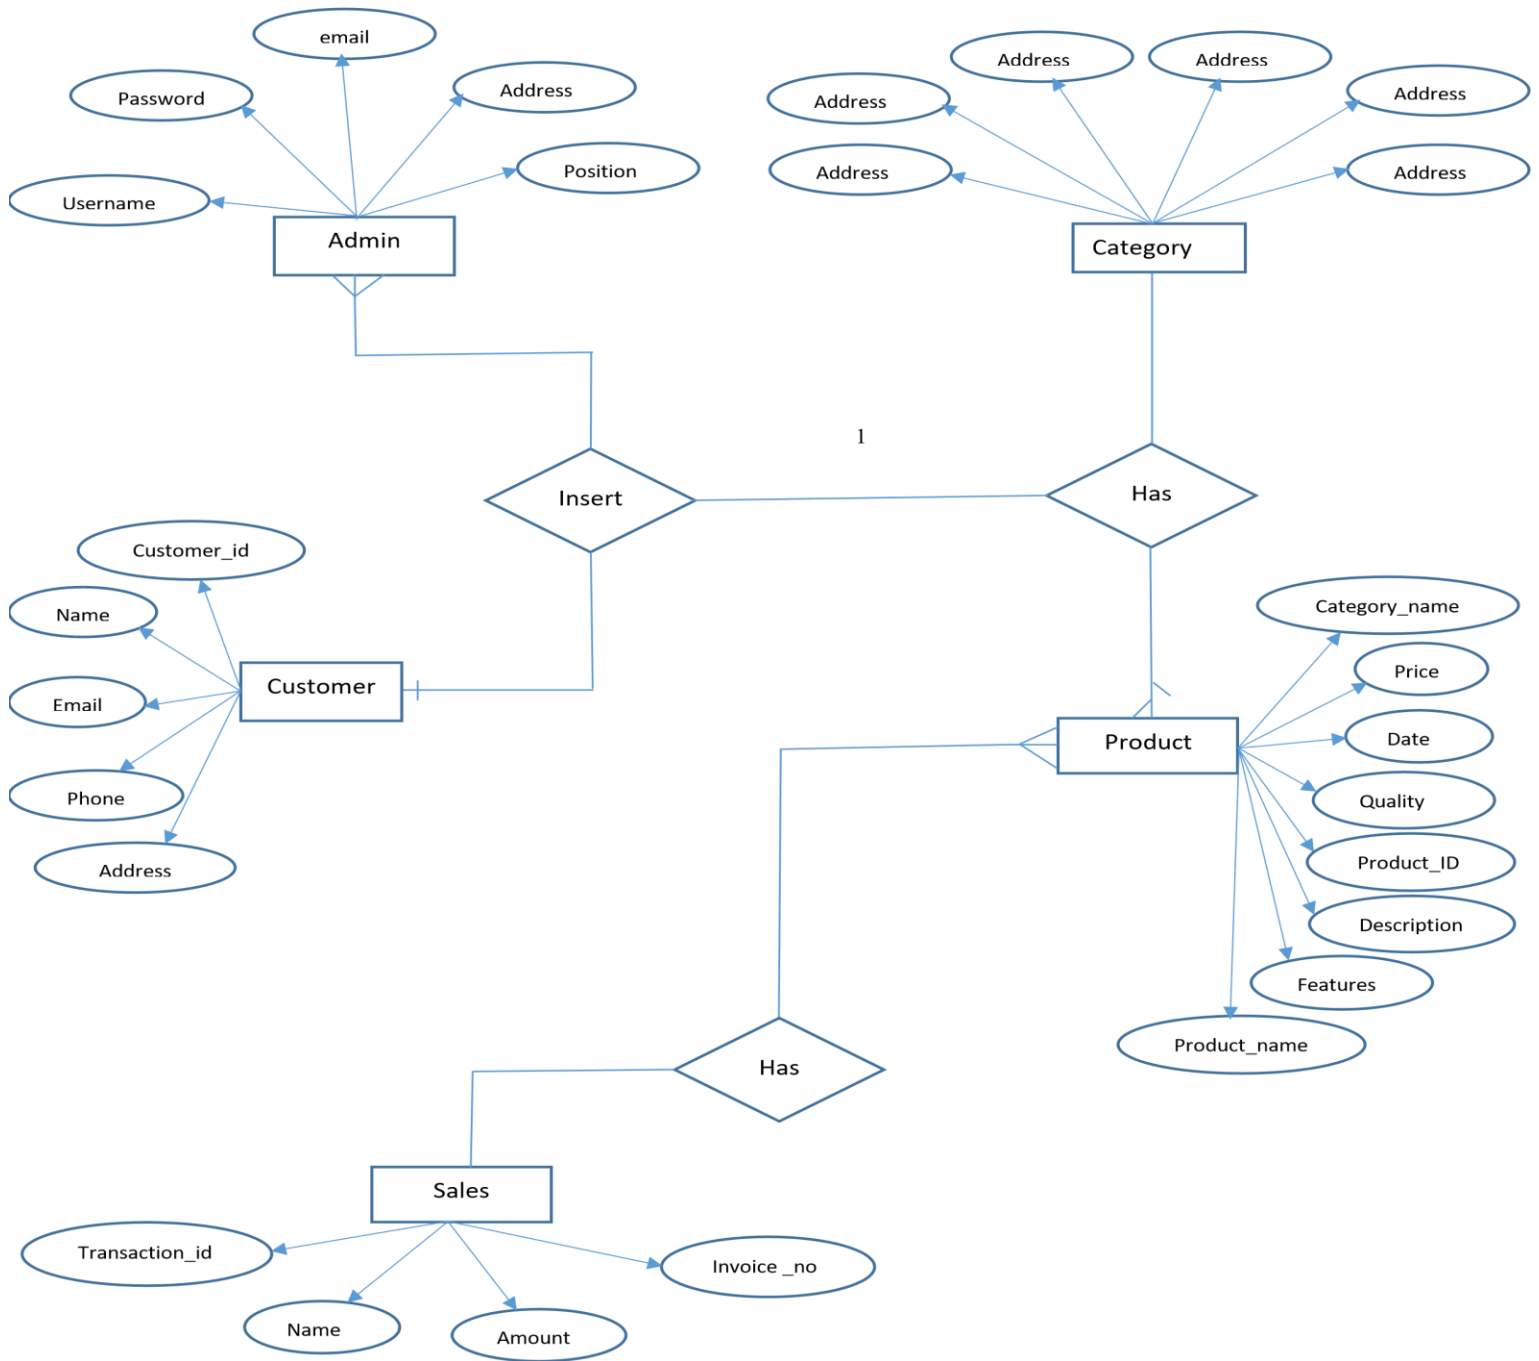 email
Address
Password
Position
Username
Admin
Address
Address
Address
Address
Address
Address
Category
1
Insert
Has
Customer_id
Name
Email
Phone
Address
Customer
Category_name
Price
Date
Quality
Product_ID
Description
Features
Product_name
Product
Has
Sales
Transaction_id
Name
Amount
Invoice _no